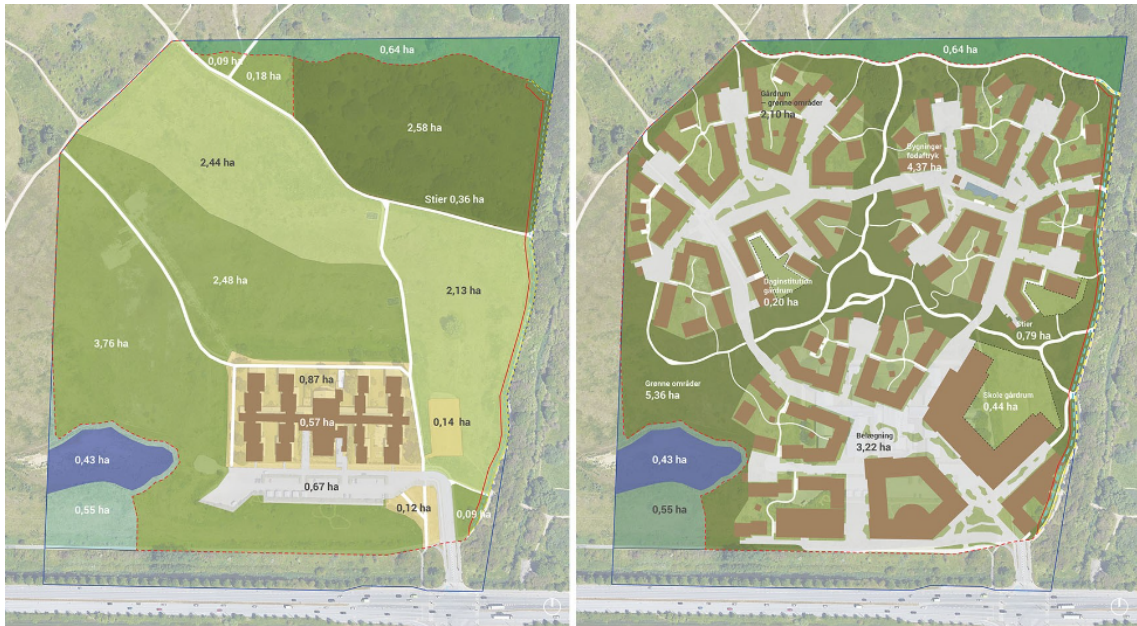 0,64 ha
0,09 ha
0,18 ha
2,58 ha
2,44 ha
Stier 0,36 ha
2,48 ha
2,13 ha
3,76 ha
0,87 ha
0,57 ha
0,14 ha
0,43 ha
0,67 ha
0,12 ha
0,09 ha
0,55 ha
0,64 ha
Gårdrum
– grønne områder
2,10 ha
Bygninger
fodaftryk
4,37 ha
Daginstitution
gårdrum
0,20 ha
Stier
0,79 ha
Grønne områder
5,36 ha
Skole gårdrum
0,44 ha
Belægning
3,22 ha
0,43 ha
0,55 ha